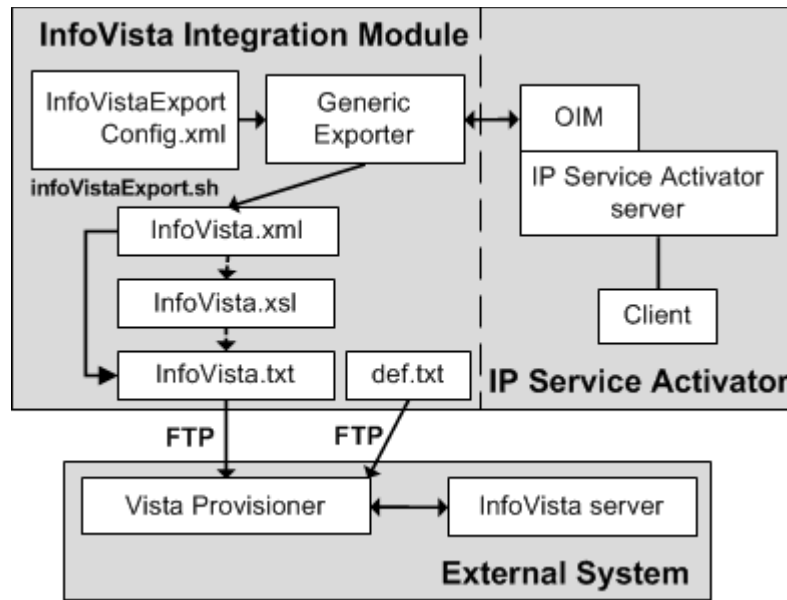 InfoVista Integration Module
InfoVistaExport
Config.xml
Generic
Exporter
OIM
IP Service Activator
server
infoVistaExport.sh
InfoVista.xml
InfoVista.xsl
Client
InfoVista.txt
def.txt
IP Service Activator
FTP
FTP
Vista Provisioner
InfoVista server
External System